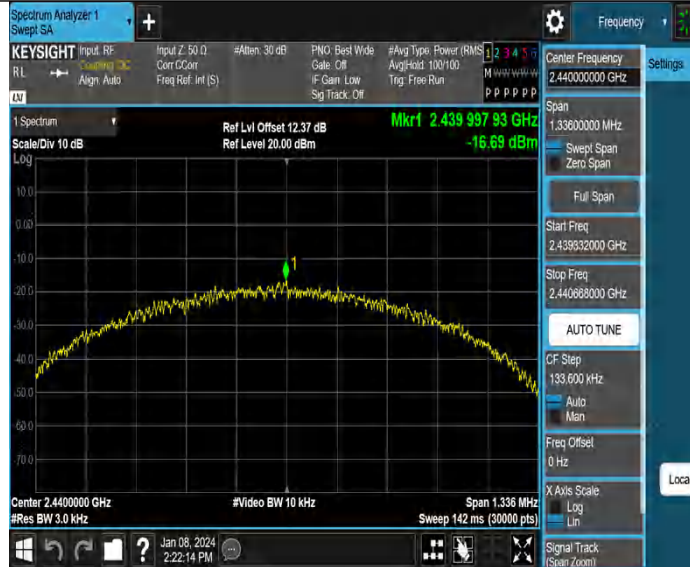 Spectrum Analyzer 1
Swept SA
+
Frequency
KEYSIGHT
RL
Input: RF
Coupling: DC
Align: Auto
Input Z: 50 Ω
Corr CCorr
Freq Ref: Int (S)
#Atten: 30 dB
PNO: Best Wide
Gate: Off
IF Gain: Low
Sig Track: Off
#Avg Type: Power (RMS
Avg|Hold: 100/100
Trig: Free Run
1 2 3 4 5 6
M W W W W W
P P P P P P
LXI
1 Spectrum
Scale/Div 10 dB
Log
Ref Lvl Offset 12.37 dB
Ref Level 20.00 dBm
Mkr1 2.439 997 93 GHz
-16.69 dBm
10.0
0.00
-10.0
-20.0
-30.0
-40.0
-50.0
-60.0
-70.0
1
Center 2.4400000 GHz
#Res BW 3.0 kHz
#Video BW 10 kHz
Span 1.336 MHz
Sweep 142 ms (30000 pts)
Center Frequency
2.440000000 GHz
Settings
Span
1.33600000 MHz
Swept Span
Zero Span
Full Span
Start Freq
2.439332000 GHz
Stop Freq
2.440668000 GHz
AUTO TUNE
CF Step
133.600 kHz
Auto
Man
Freq Offset
0 Hz
X Axis Scale
Log
Lin
Signal Track
(Span Zoom)
Loca
?
Jan 08, 2024
2:22:14 PM